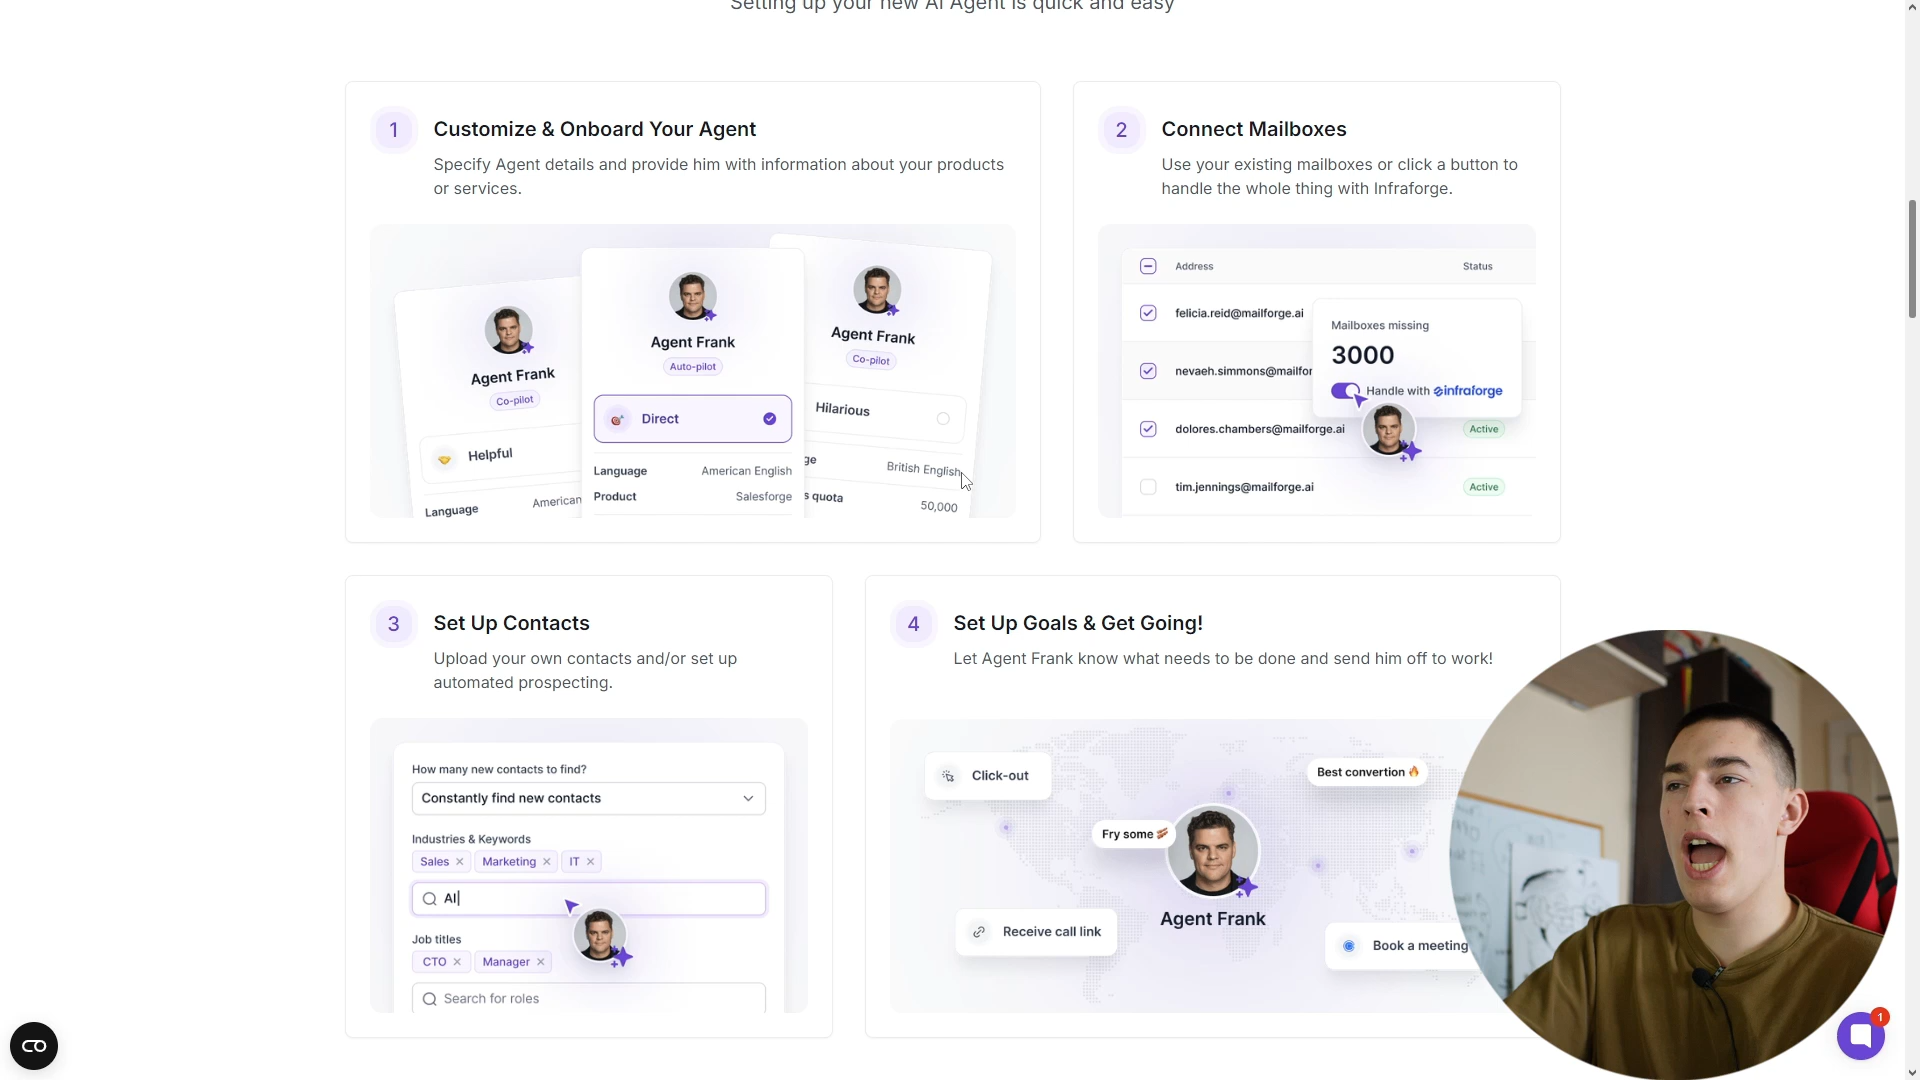 Setting up your new AI Agent is quick and easy
1
Customize & Onboard Your Agent
Specify Agent details and provide him with information about your products
or services.
Agent Frank
Co-pilot
Helpful
Language American
Agent Frank
Auto-pilot
Direct
Language American English
Product Salesforge
Agent Frank
Co-pilot
Hilarious
ge British English
s quota 50,000
2
Connect Mailboxes
Use your existing mailboxes or click a button to
handle the whole thing with Infraforge.
Address Status
felicia.reid@mailforge.ai
nevaeh.simmons@mailfor
dolores.chambers@mailforge.ai Active
tim.jennings@mailforge.ai Active
Mailboxes missing
3000
Handle with infraforge
3
Set Up Contacts
Upload your own contacts and/or set up
automated prospecting.
How many new contacts to find?
Constantly find new contacts
Industries & Keywords
Sales Marketing IT
AI
Job titles
CTO Manager
Search for roles
4
Set Up Goals & Get Going!
Let Agent Frank know what needs to be done and send him off to work!
Click-out
Best convertion
Fry some
Agent Frank
Receive call link
Book a meeting
1